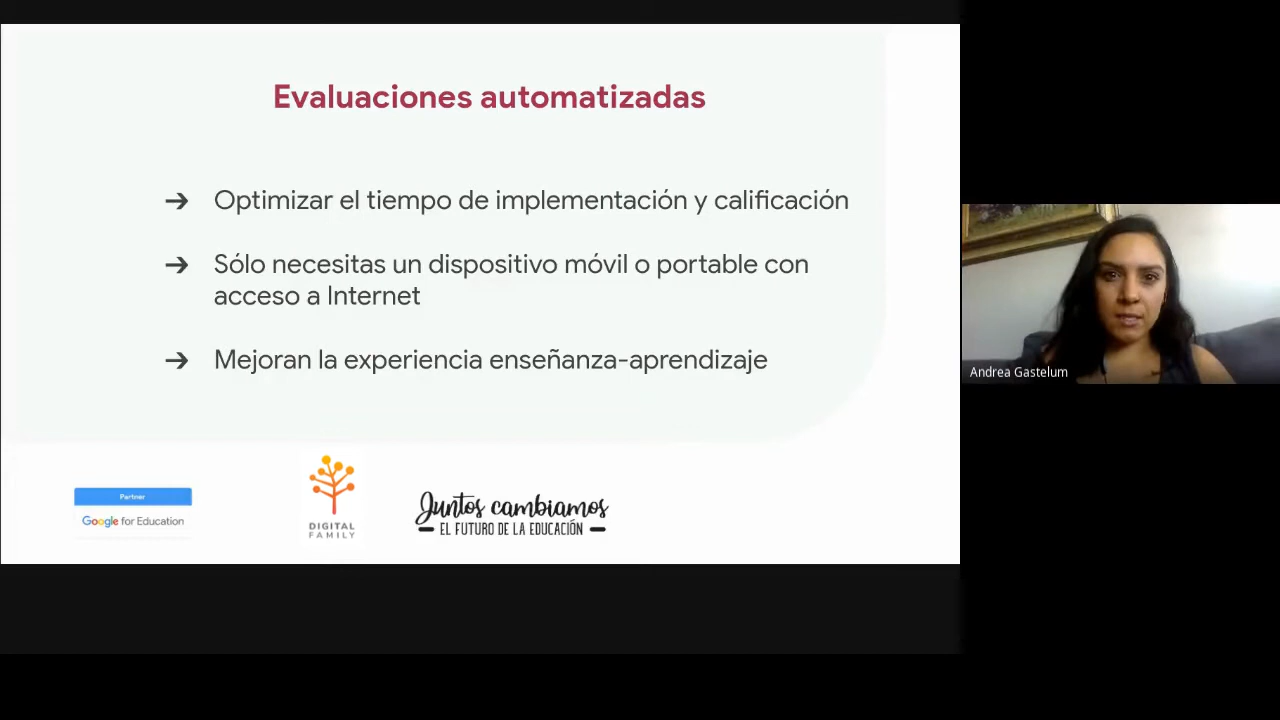 Evaluaciones automatizadas
➔ Optimizar el tiempo de implementación y calificación
➔ Sólo necesitas un dispositivo móvil o portable con
acceso a Internet
➔ Mejoran la experiencia enseñanza-aprendizaje
Andrea Gastelum
Partner
Google for Education
DIGITAL
FAMILY
Juntos cambiamos
EL FUTURO DE LA EDUCACIÓN